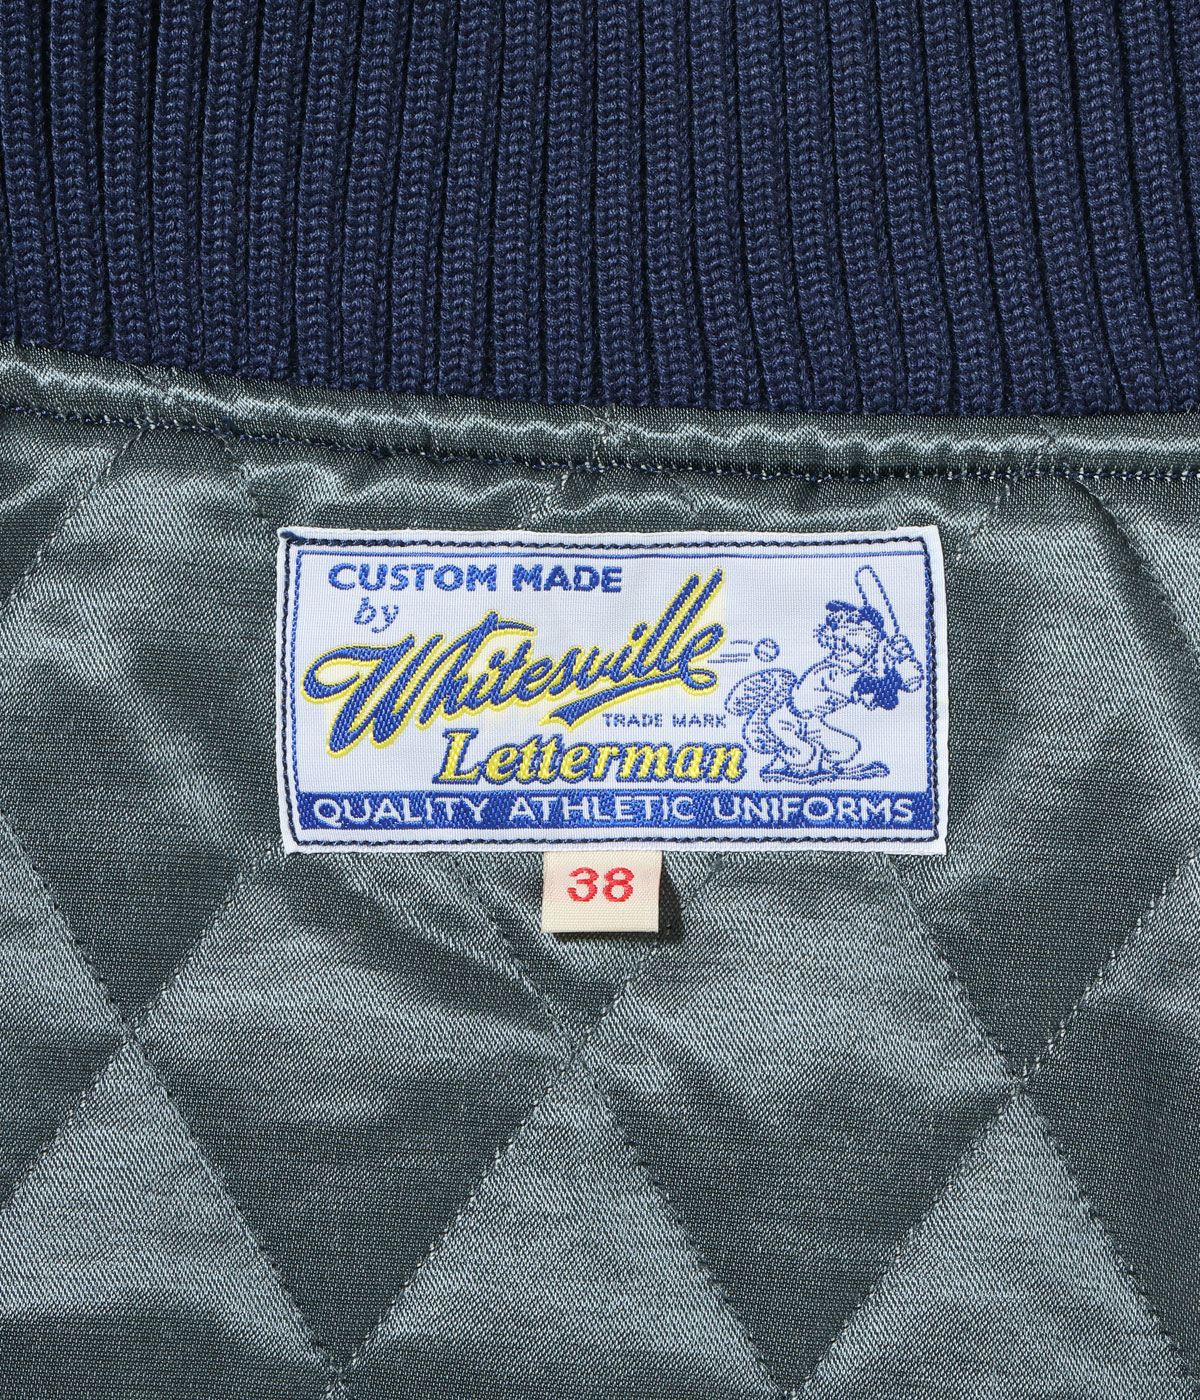 CUSTOM MADE
by
Whitesville
TRADE MARK
Letterman
QUALITY ATHLETIC UNIFORMS
38